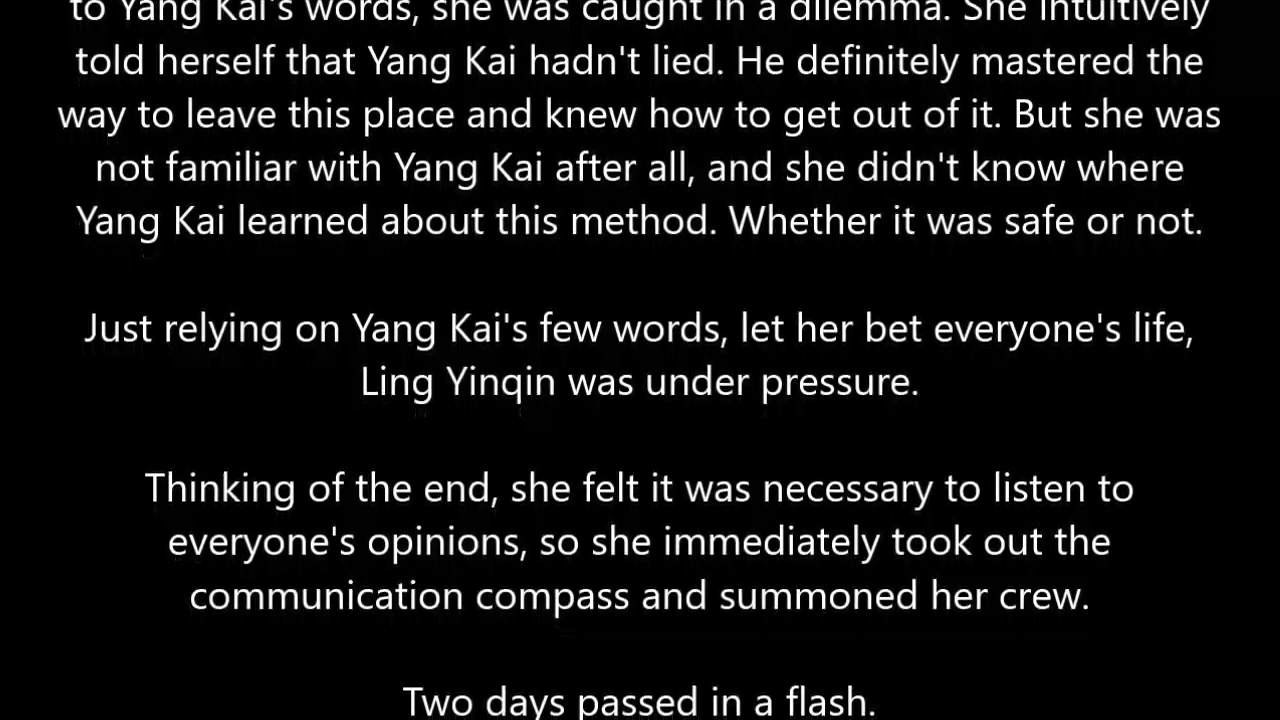 to Yang Kai's words, she was caught in a dilemma. She intuitively
told herself that Yang Kai hadn't lied. He definitely mastered the
way to leave this place and knew how to get out of it. But she was
not familiar with Yang Kai after all, and she didn't know where
Yang Kai learned about this method. Whether it was safe or not.
Just relying on Yang Kai's few words, let her bet everyone's life,
Ling Yinqin was under pressure.
Thinking of the end, she felt it was necessary to listen to
everyone's opinions, so she immediately took out the
communication compass and summoned her crew.
Two days passed in a flash.